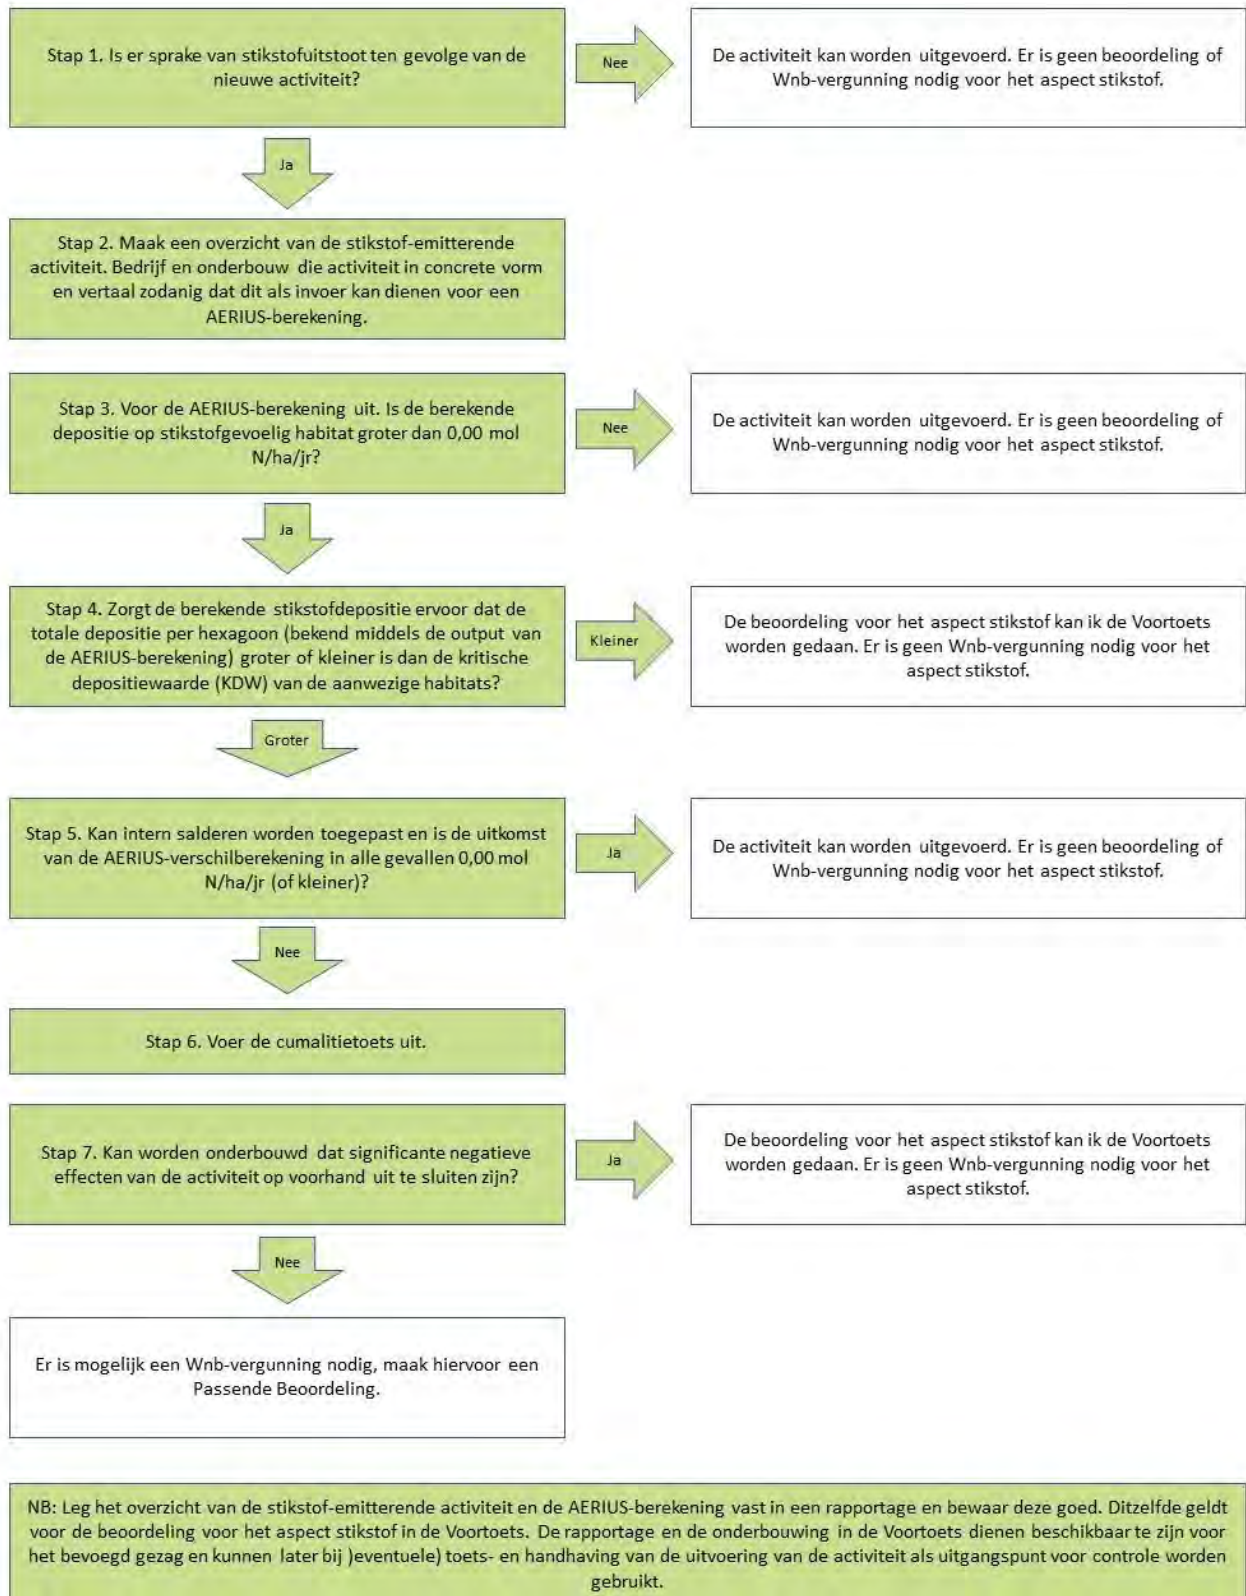 Stap 1. Is er sprake van stikstofuitstoot ten gevolge van de
nieuwe activiteit?
Nee
De activiteit kan worden uitgevoerd. Er is geen beoordeling of
Wnb-vergunning nodig voor het aspect stikstof.
Ja
Stap 2. Maak een overzicht van de stikstof-emitterende
activiteit. Bedrijf en onderbouw die activiteit in concrete vorm
en vertaal zodanig dat dit als invoer kan dienen voor een
AERIUS-berekening.
Stap 3. Voor de AERIUS-berekening uit. Is de berekende
depositie op stikstofgevoelig habitat groter dan 0,00 mol
N/ha/jr?
Nee
De activiteit kan worden uitgevoerd. Er is geen beoordeling of
Wnb-vergunning nodig voor het aspect stikstof.
Ja
Stap 4. Zorgt de berekende stikstofdepositie ervoor dat de
totale depositie per hexagoon (bekend middels de output van
de AERIUS-berekening) groter of kleiner is dan de kritische
depositiewaarde (KDW) van de aanwezige habitats?
Kleiner
De beoordeling voor het aspect stikstof kan ik de Voortoets
worden gedaan. Er is geen Wnb-vergunning nodig voor het
aspect stikstof.
Groter
Stap 5. Kan intern salderen worden toegepast en is de uitkomst
van de AERIUS-verschilberekening in alle gevallen 0,00 mol
N/ha/jr (of kleiner)?
Ja
De activiteit kan worden uitgevoerd. Er is geen beoordeling of
Wnb-vergunning nodig voor het aspect stikstof.
Nee
Stap 6. Voer de cumalitietoets uit.
Stap 7. Kan worden onderbouwd dat significante negatieve
effecten van de activiteit op voorhand uit te sluiten zijn?
Ja
De beoordeling voor het aspect stikstof kan ik de Voortoets
worden gedaan. Er is geen Wnb-vergunning nodig voor het
aspect stikstof.
Nee
Er is mogelijk een Wnb-vergunning nodig, maak hiervoor een
Passende Beoordeling.
NB: Leg het overzicht van de stikstof-emitterende activiteit en de AERIUS-berekening vast in een rapportage en bewaar deze goed. Ditzelfde geldt
voor de beoordeling voor het aspect stikstof in de Voortoets. De rapportage en de onderbouwing in de Voortoets dienen beschikbaar te zijn voor
het bevoegd gezag en kunnen later bij )eventuele) toets- en handhaving van de uitvoering van de activiteit als uitgangspunt voor controle worden
gebruikt.